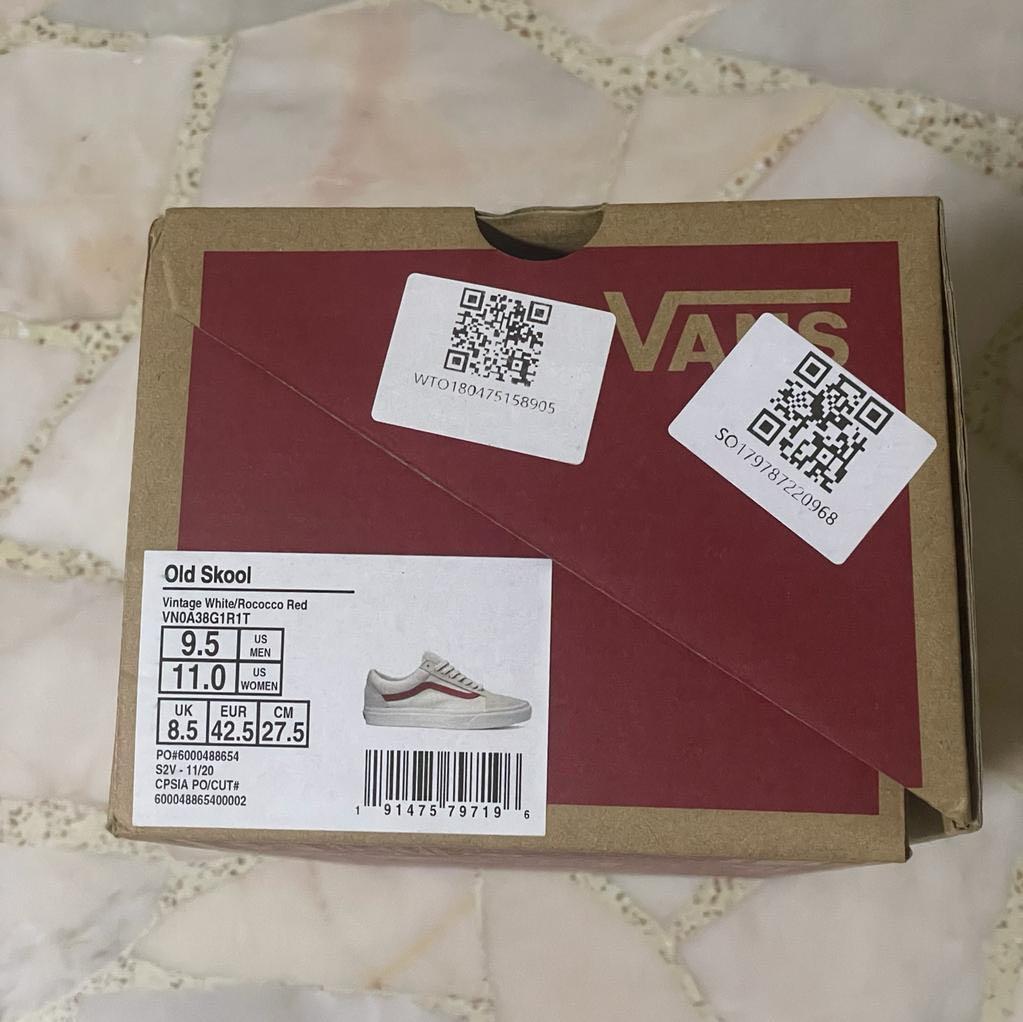 VANS
WTO180475158905
SO179787220968
Old Skool
Vintage White/Rococco Red
VN0A38G1R1T
9.5 US MEN
11.0 US WOMEN
UK EUR CM
8.5 42.5 27.5
PO#6000488654
S2V - 11/20
CPSIA PO/CUT#
600048865400002
1 91475 79719 6